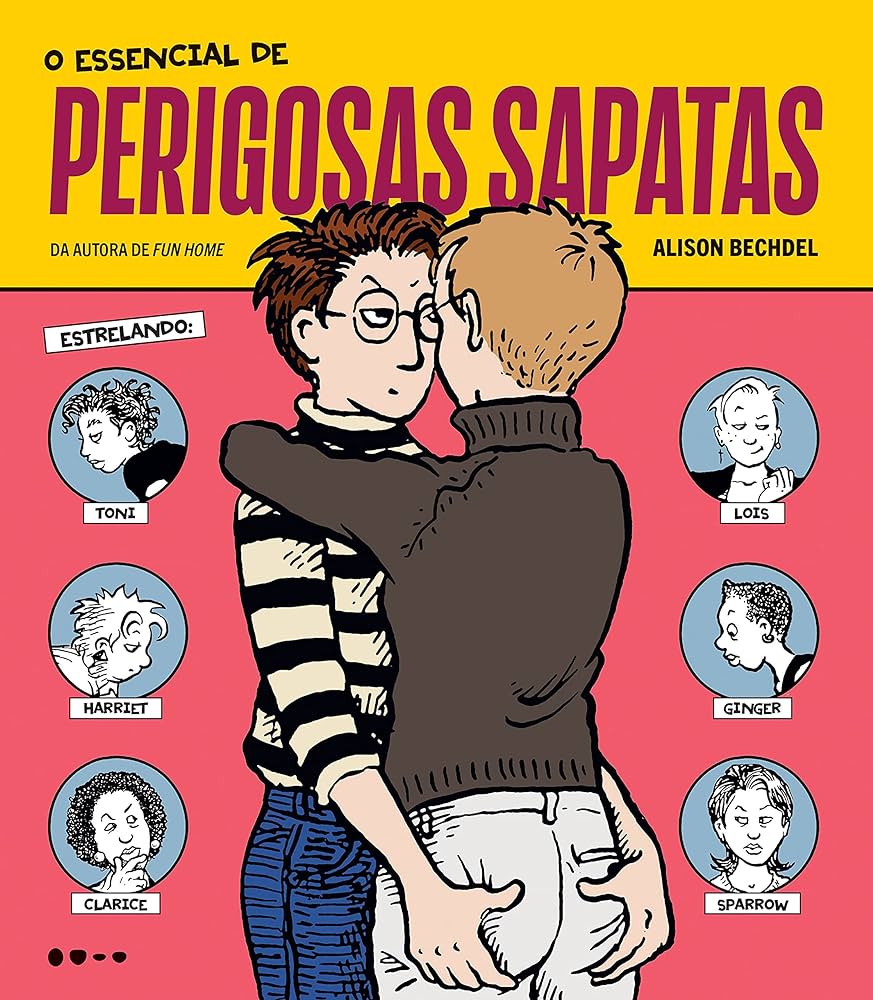 O ESSENCIAL DE
PERIGOSAS SAPATAS
DA AUTORA DE FUN HOME
ALISON BECHDEL
ESTRELANDO:
TONI
LOIS
HARRIET
GINGER
CLARICE
SPARROW